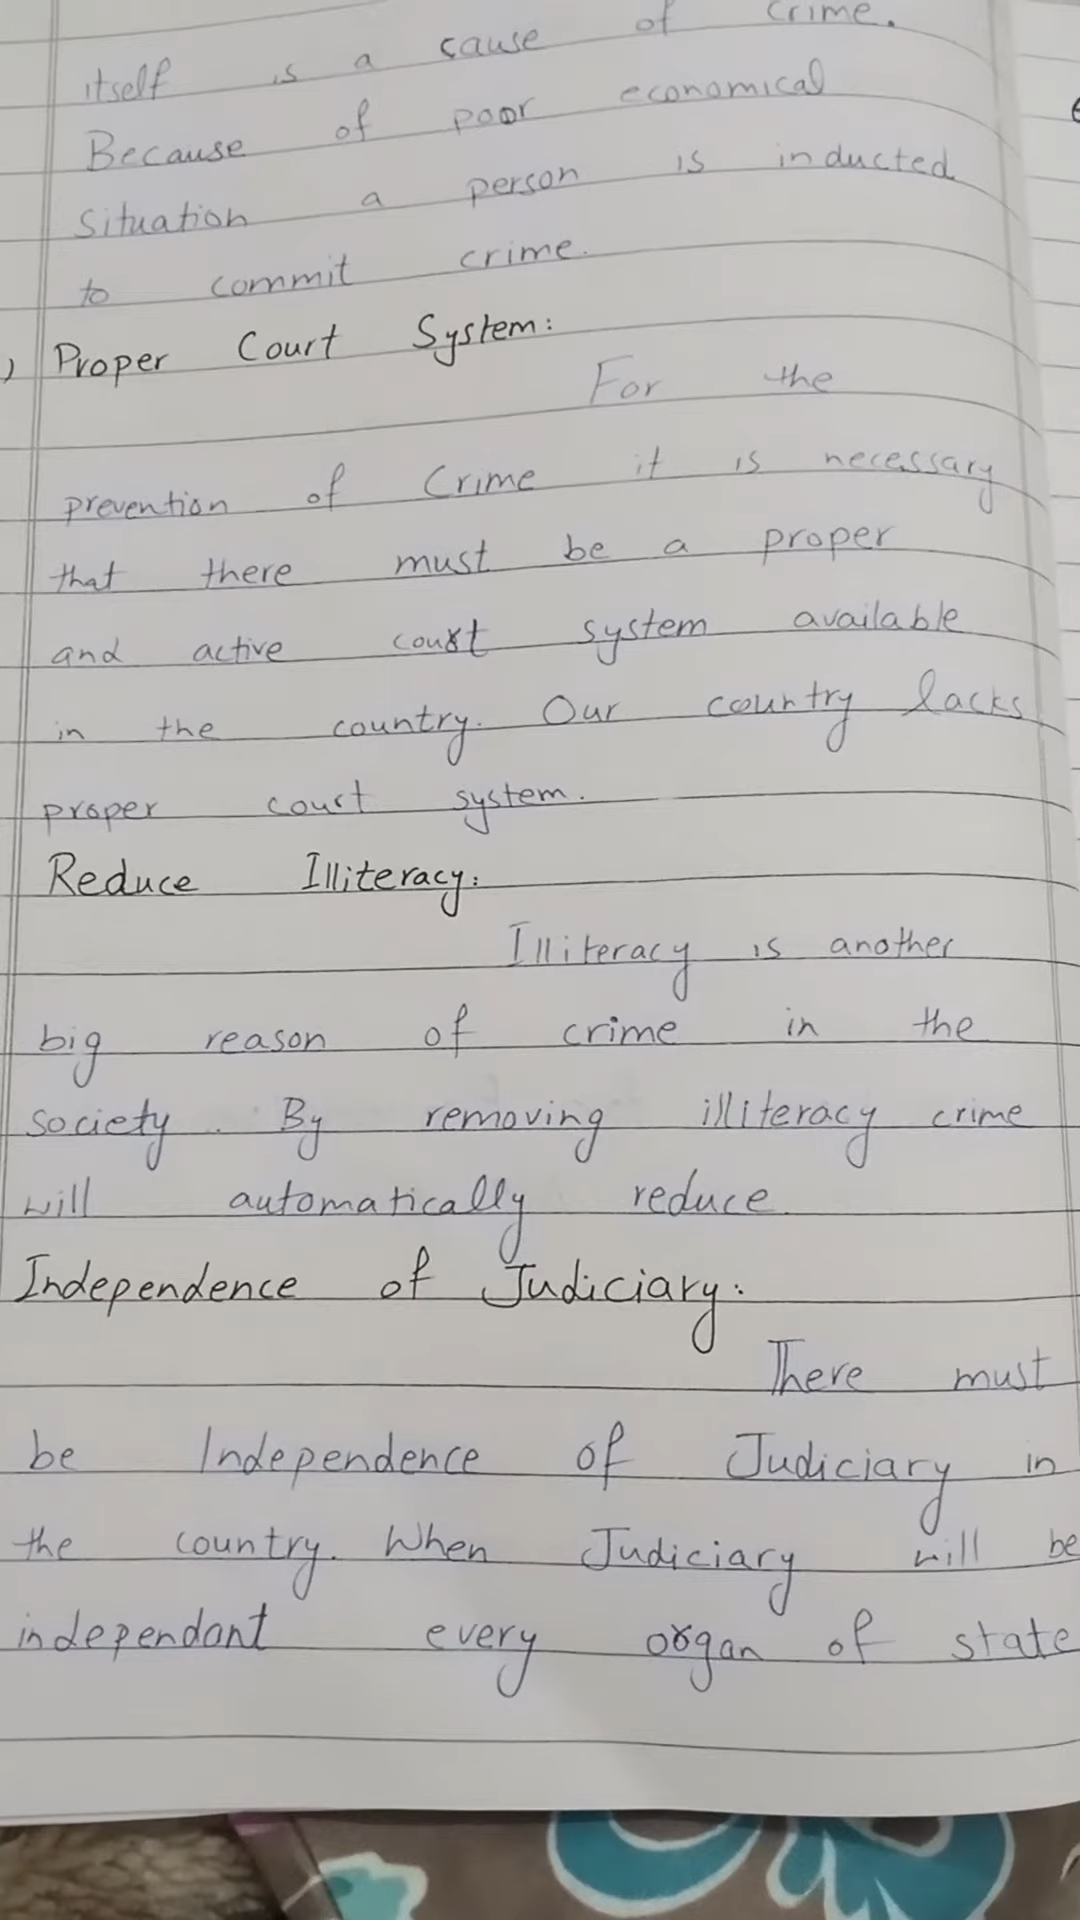 itself is a cause of crime.
Because of poor economical
situation a person is inducted
to commit crime.
) Proper Court System:
For the
prevention of Crime it is necessary
that there must be a proper
and active court system available
in the country. Our country lacks
proper court system.
Reduce Illiteracy:
Illiteracy is another
big reason of crime in the
society. By removing illiteracy crime
will automatically reduce
Independence of Judiciary:
There must
be Independence of Judiciary in
the country. When Judiciary will be
independant every organ of state